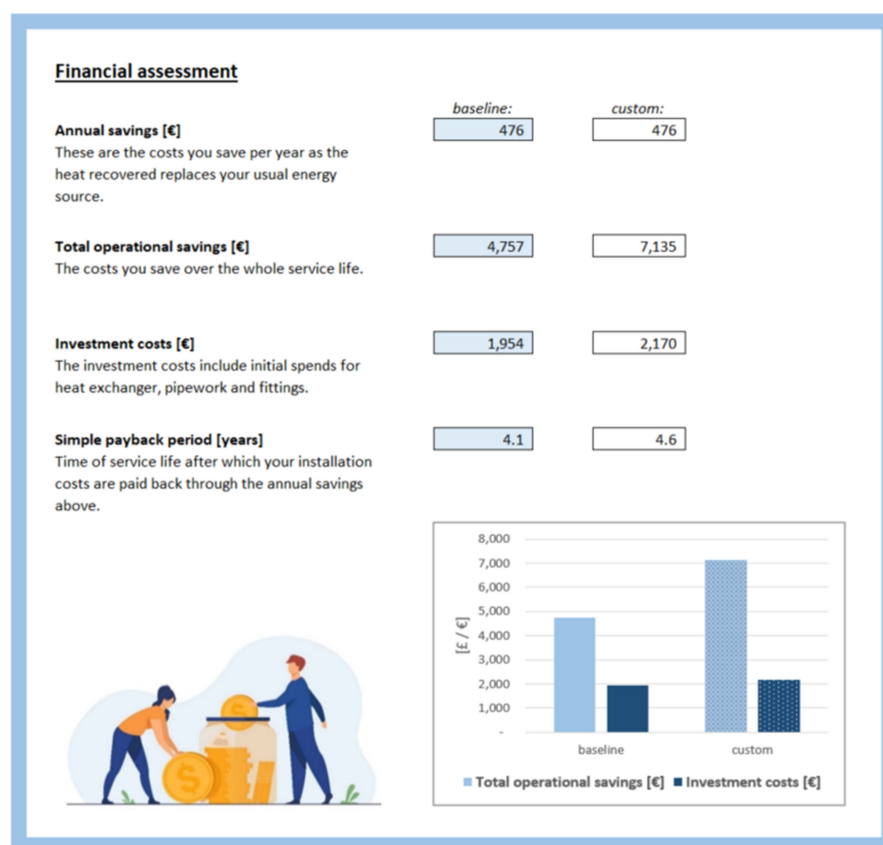 Financial assessment
baseline: custom:
Annual savings [€] 476 476
These are the costs you save per year as the
heat recovered replaces your usual energy
source.
Total operational savings [€] 4,757 7,135
The costs you save over the whole service life.
Investment costs [€] 1,954 2,170
The investment costs include initial spends for
heat exchanger, pipework and fittings.
Simple payback period [years] 4.1 4.6
Time of service life after which your installation
costs are paid back through the annual savings
above.
8,000
7,000
6,000
5,000
4,000
3,000
2,000
1,000
-
[£ / €]
baseline custom
Total operational savings [€] Investment costs [€]
$
$